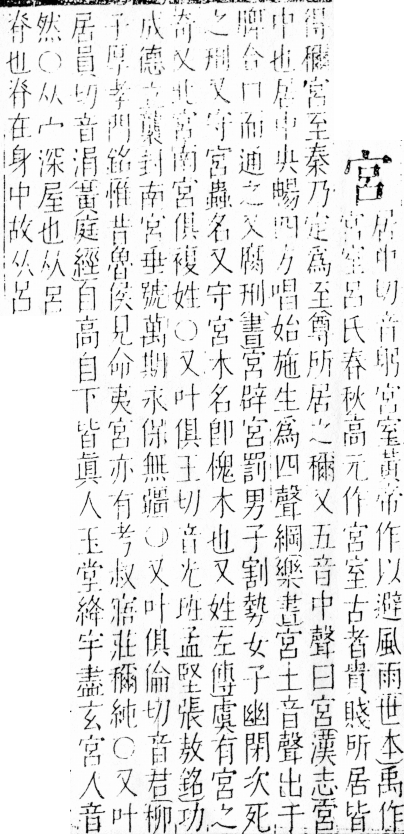 宮
居中切音躬宮室黃帝作以避風雨世本禹作
宮室呂氏春秋高元作宮室古者貴賤所居皆
得稱宮至秦乃定爲至尊所居之稱又五音中聲曰宮漢志宮
中也居中央暢四方唱始施生爲四聲綱樂書宮土音聲出于
脾合口而通之又腐刑書宮辟宮罰男子割勢女子幽閉次死
之刑又守宮蟲名又守宮木名卽槐木也又姓左傳虞有宮之
奇又北宮南宮俱複姓○又叶俱王切音光班孟堅張敖銘功
成德立襲封南宮垂號萬期永保無疆○又叶俱倫切音君柳
子厚孝門銘惟昔魯侯見命夷宮亦有考叔寤莊稱純○又叶
居員切音涓黃庭經百高自下皆真人玉堂絳宇盡玄宮人音
然○从宀深屋也从呂
脊也脊在身中故从呂